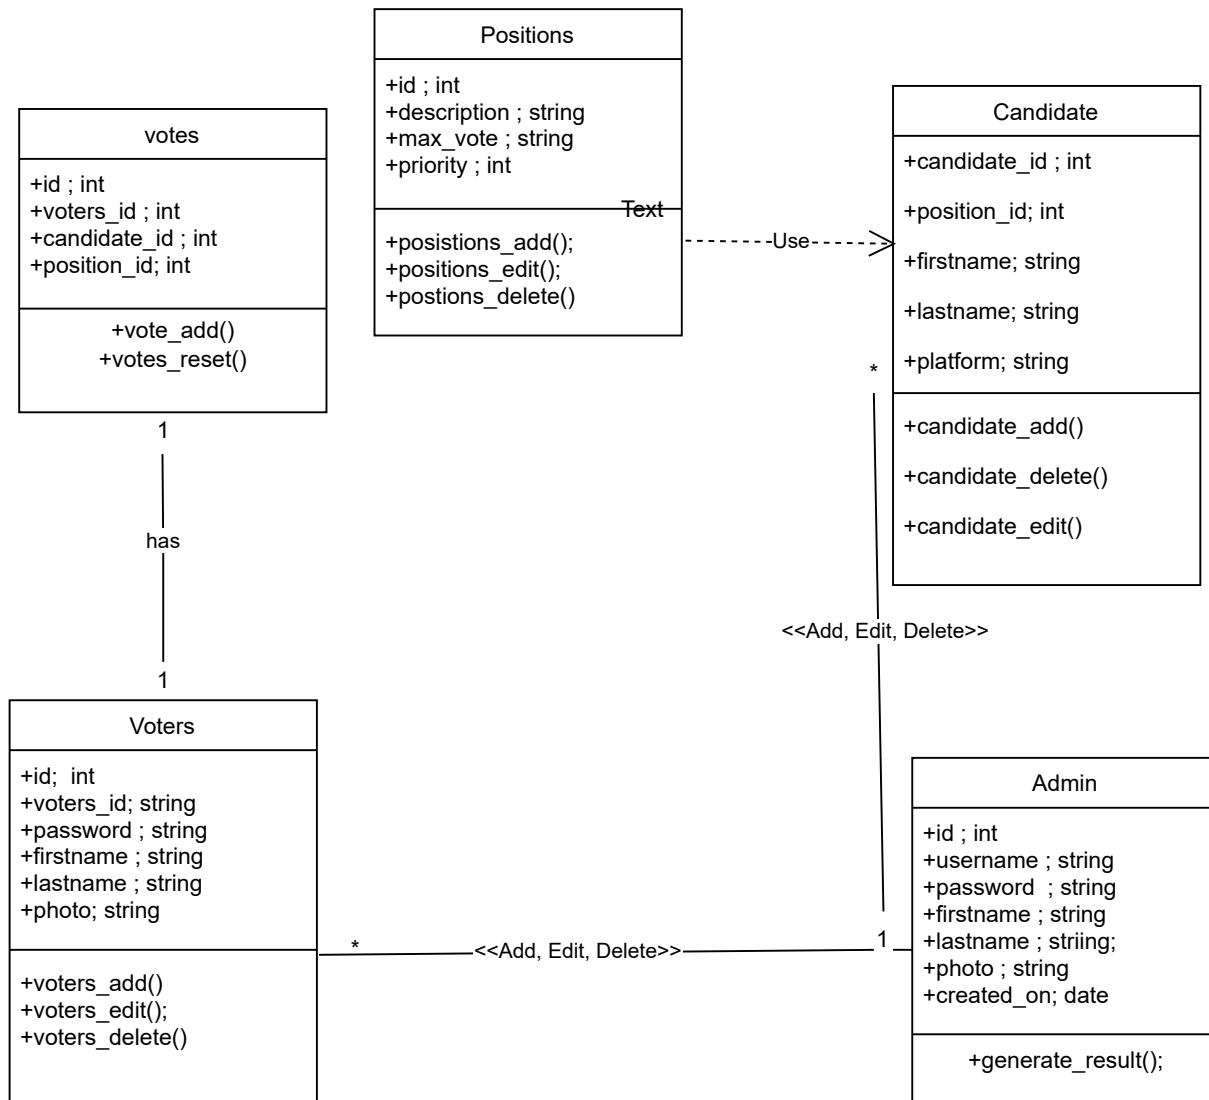 Positions
+id ; int
+description ; string
+max_vote ; string
+priority ; int
Text
+posistions_add();
+positions_edit();
+postions_delete()
votes
+id ; int
+voters_id ; int
+candidate_id ; int
+position_id; int
+vote_add()
+votes_reset()
Use
Candidate
+candidate_id ; int
+position_id; int
+firstname; string
+lastname; string
+platform; string
+candidate_add()
+candidate_delete()
+candidate_edit()
*
1
has
1
<<Add, Edit, Delete>>
Voters
+id;  int
+voters_id; string
+password ; string
+firstname ; string
+lastname ; string
+photo; string
+voters_add()
+voters_edit();
+voters_delete()
*
<<Add, Edit, Delete>>
1
Admin
+id ; int
+username ; string
+password  ; string
+firstname ; string
+lastname ; striing;
+photo ; string
+created_on; date
+generate_result();